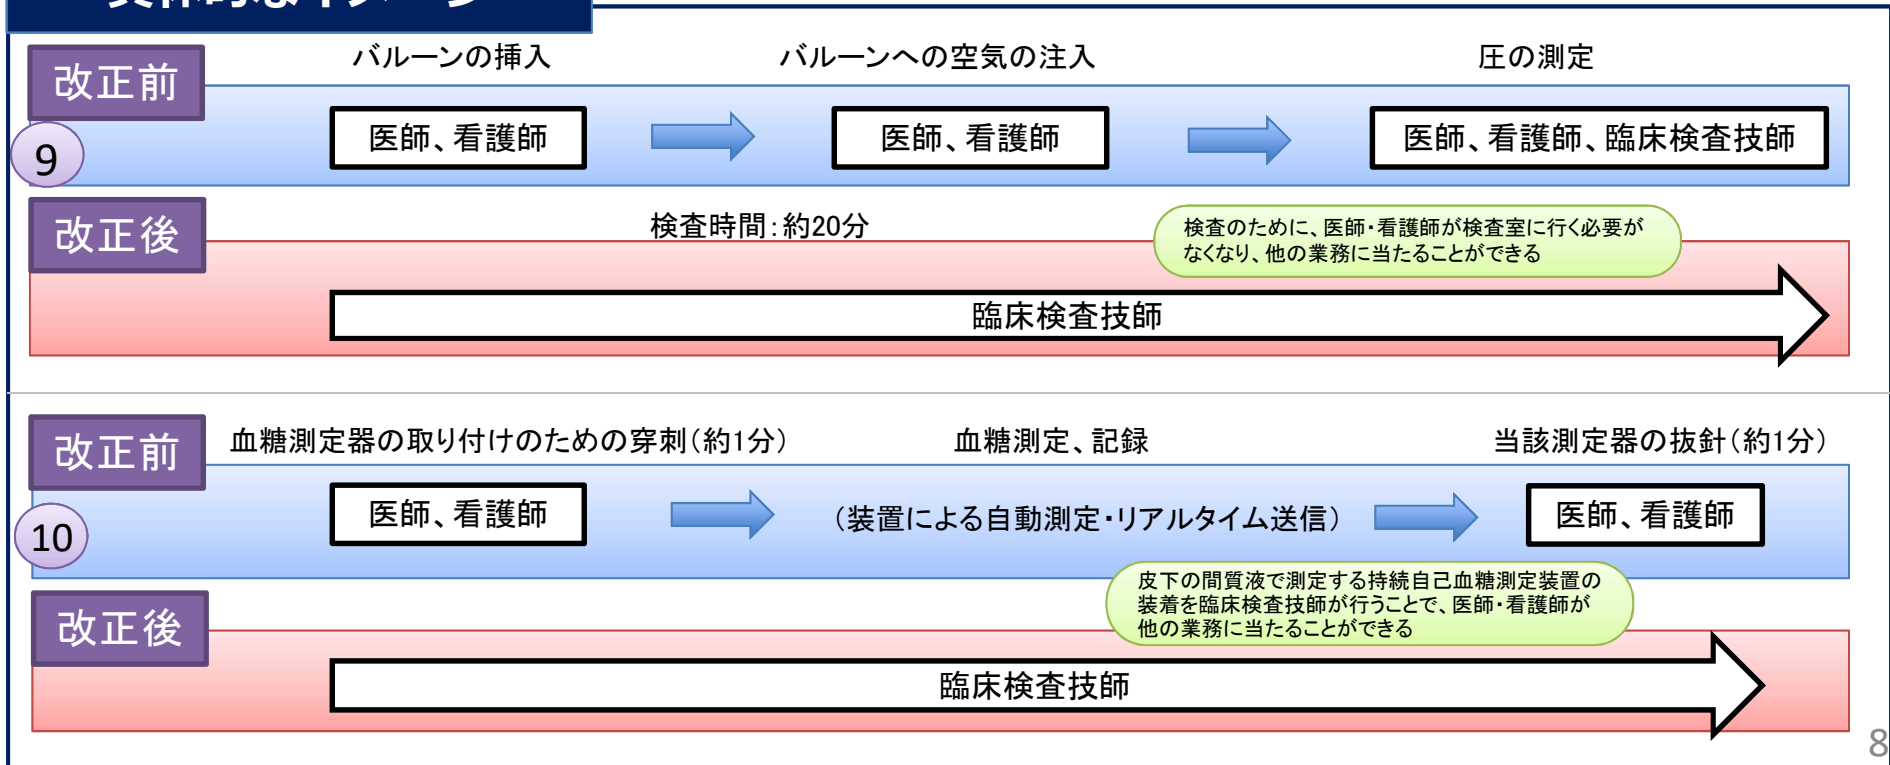 具体的なイメージ
改正前
バルーンの挿入
バルーンへの空気の注入
圧の測定
9
医師、看護師
医師、看護師
医師、看護師、臨床検査技師
改正後
検査時間：約20分
検査のために、医師・看護師が検査室に行く必要が
なくなり、他の業務に当たることができる
臨床検査技師
改正前
血糖測定器の取り付けのための穿刺（約1分）
血糖測定、記録
当該測定器の抜針（約1分）
10
医師、看護師
（装置による自動測定・リアルタイム送信）
医師、看護師
改正後
皮下の間質液で測定する持続自己血糖測定装置の
装着を臨床検査技師が行うことで、医師・看護師が
他の業務に当たることができる
臨床検査技師
8